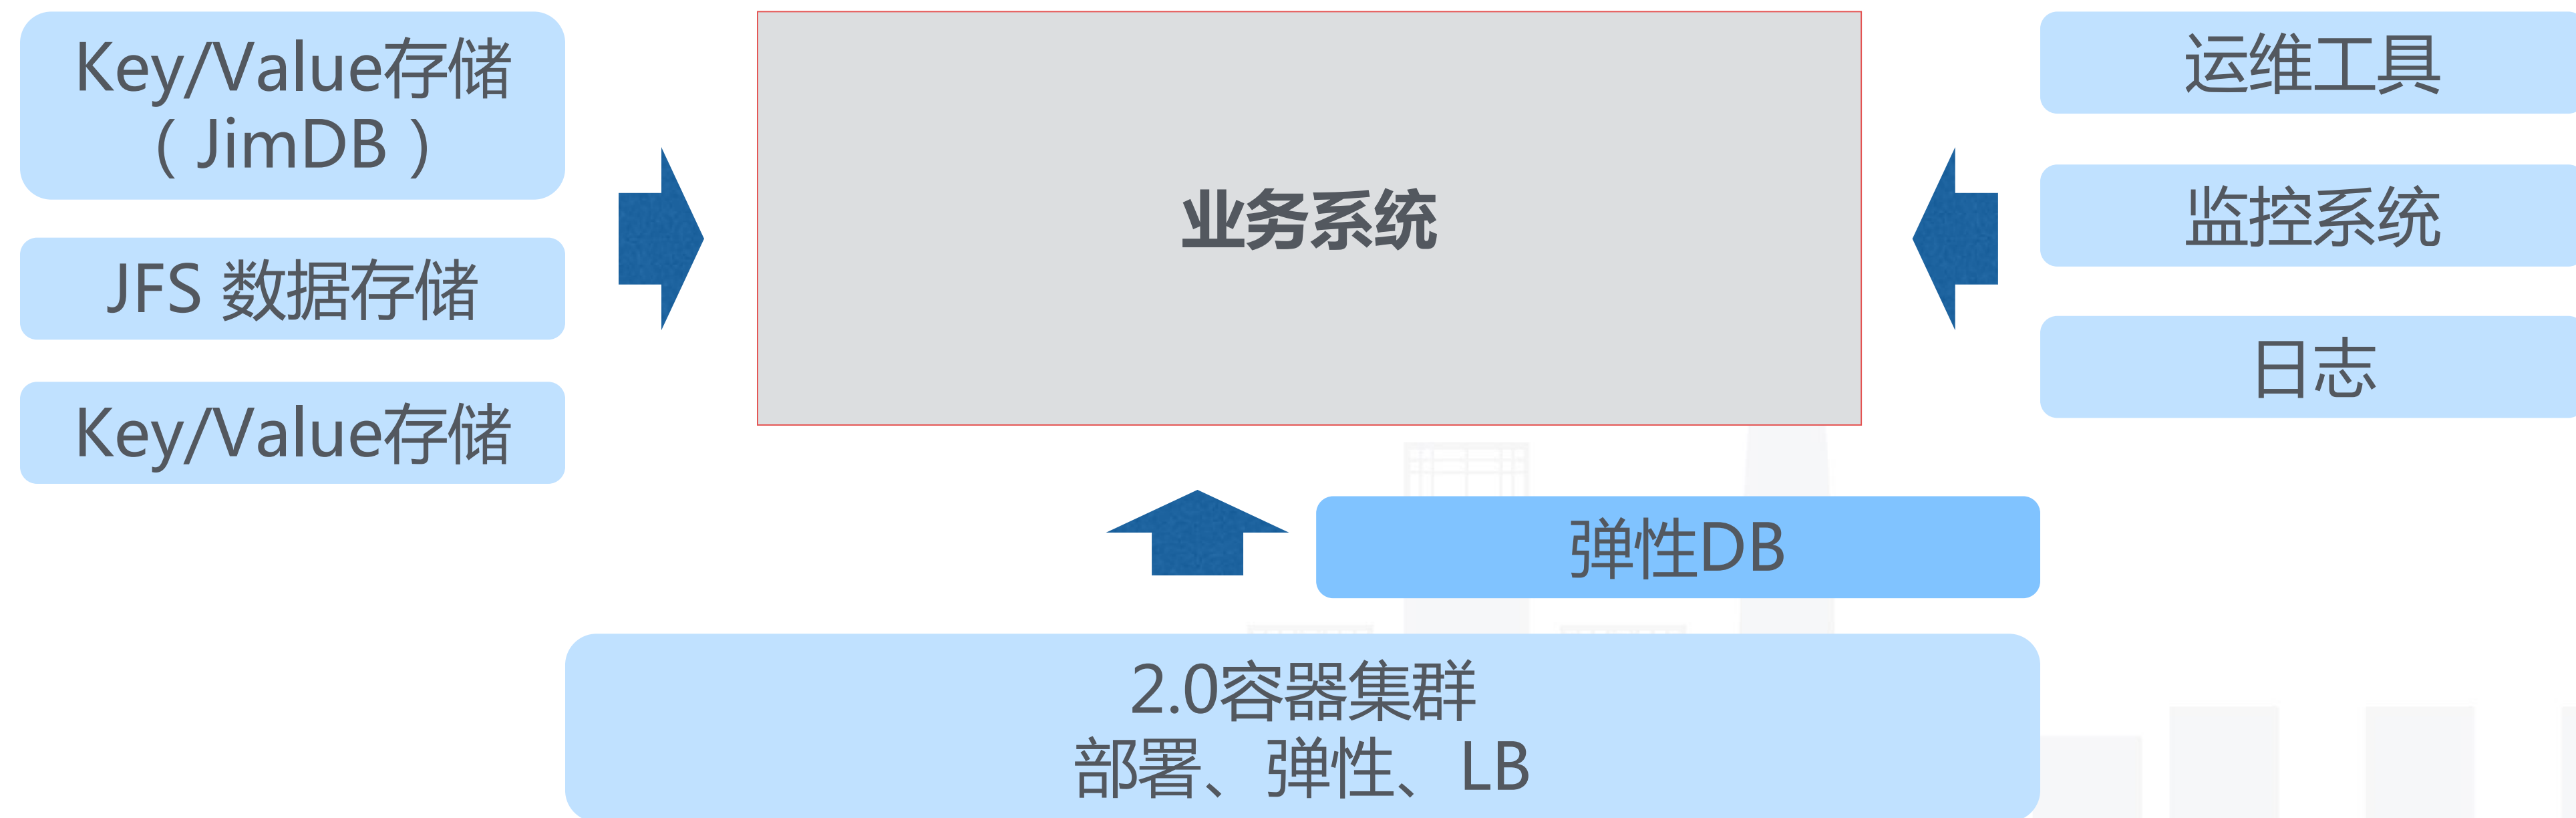 Key/Value存储
（JimDB）
JFS 数据存储
Key/Value存储
业务系统
运维工具
监控系统
日志
弹性DB
2.0容器集群
部署、弹性、LB